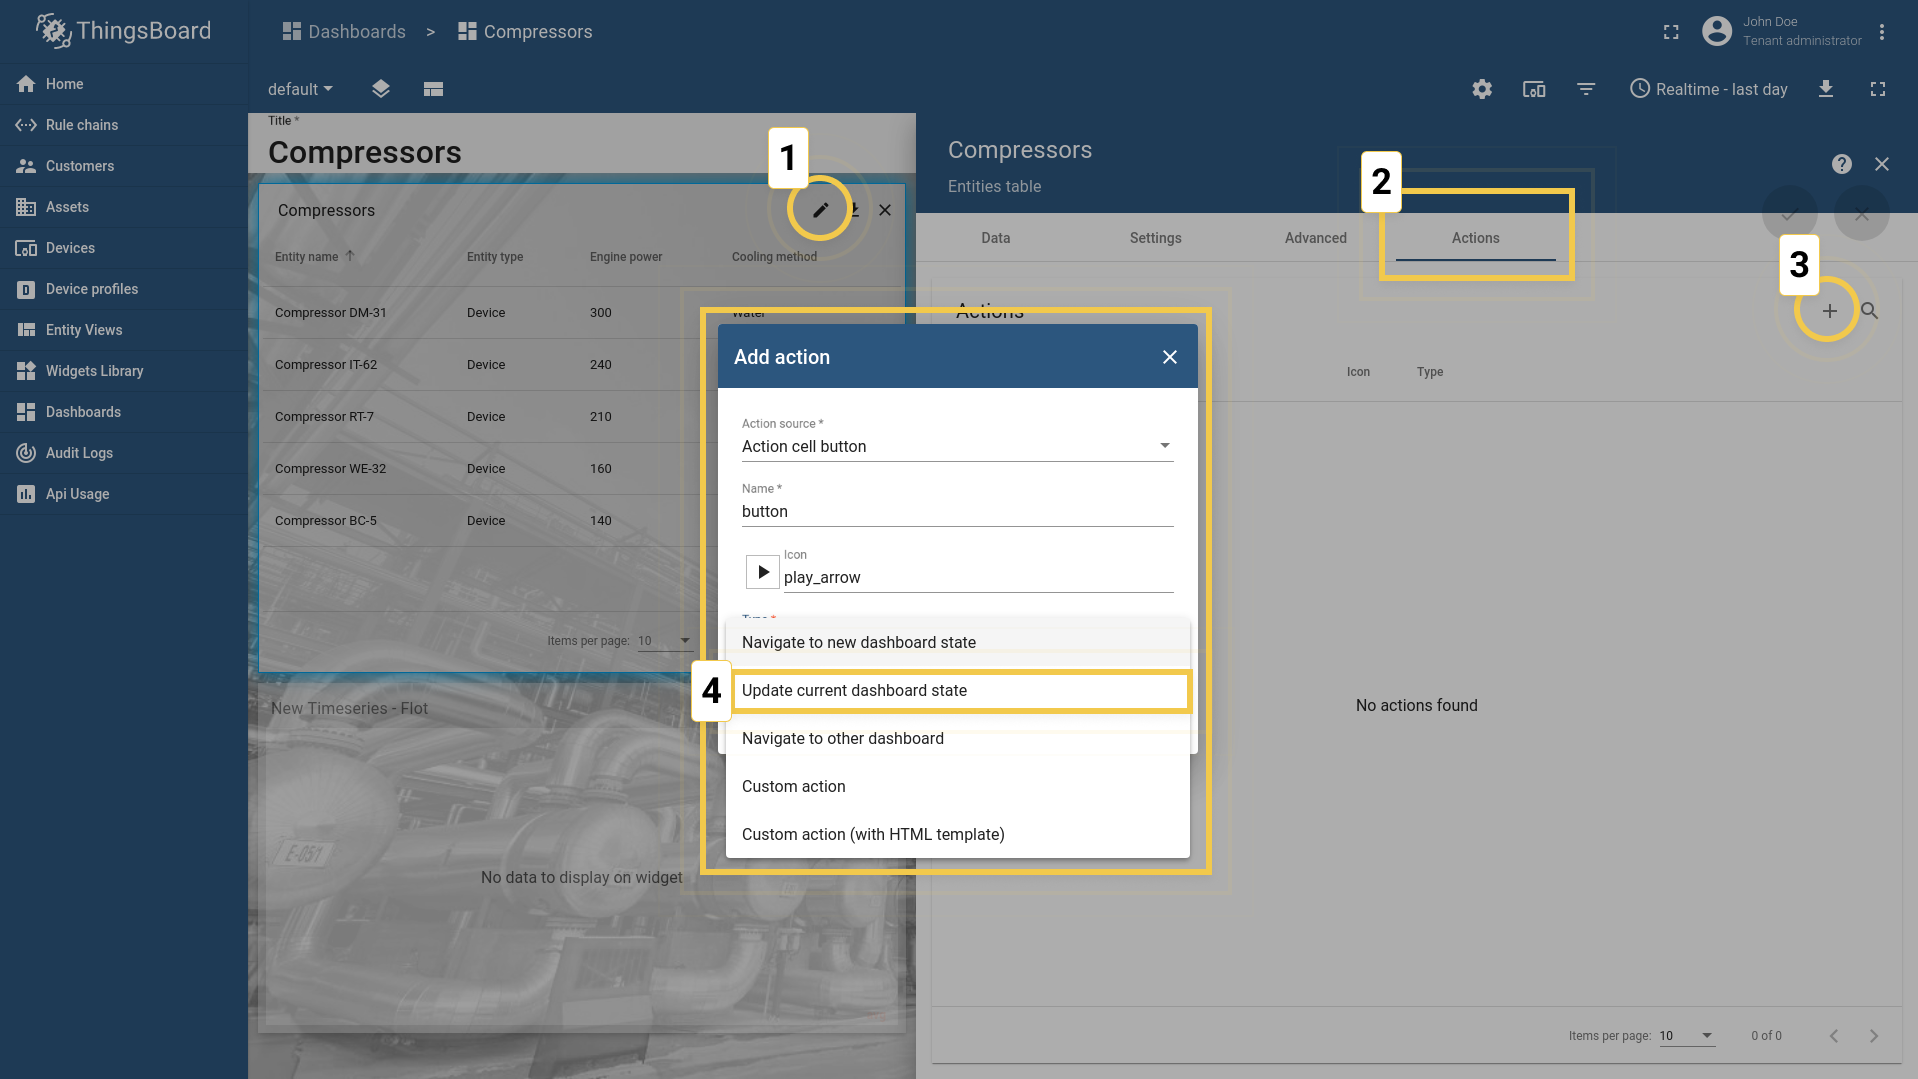 ThingsBoard
Dashboards > Compressors
John Doe
Tenant administrator
Home
Rule chains
Customers
Assets
Devices
Device profiles
Entity Views
Widgets Library
Dashboards
Audit Logs
Api Usage
default
Realtime - last day
Title *
Compressors
1
Compressors
Entity name Entity type Engine power Cooling method
Compressor DM-31 Device 300 Water
Compressor IT-62 Device 240
Compressor RT-7 Device 210
Compressor WE-32 Device 160
Compressor BC-5 Device 140
Items per page: 10
New Timeseries - Flot
E-05/1
No data to display on widget
Compressors
Entities table
2
Data Settings Advanced Actions
3
Actions
Icon Type
No actions found
Items per page: 10 0 of 0
Add action
Action source *
Action cell button
Name *
button
Icon
play_arrow
Type *
Navigate to new dashboard state
4
Update current dashboard state
Navigate to other dashboard
Custom action
Custom action (with HTML template)